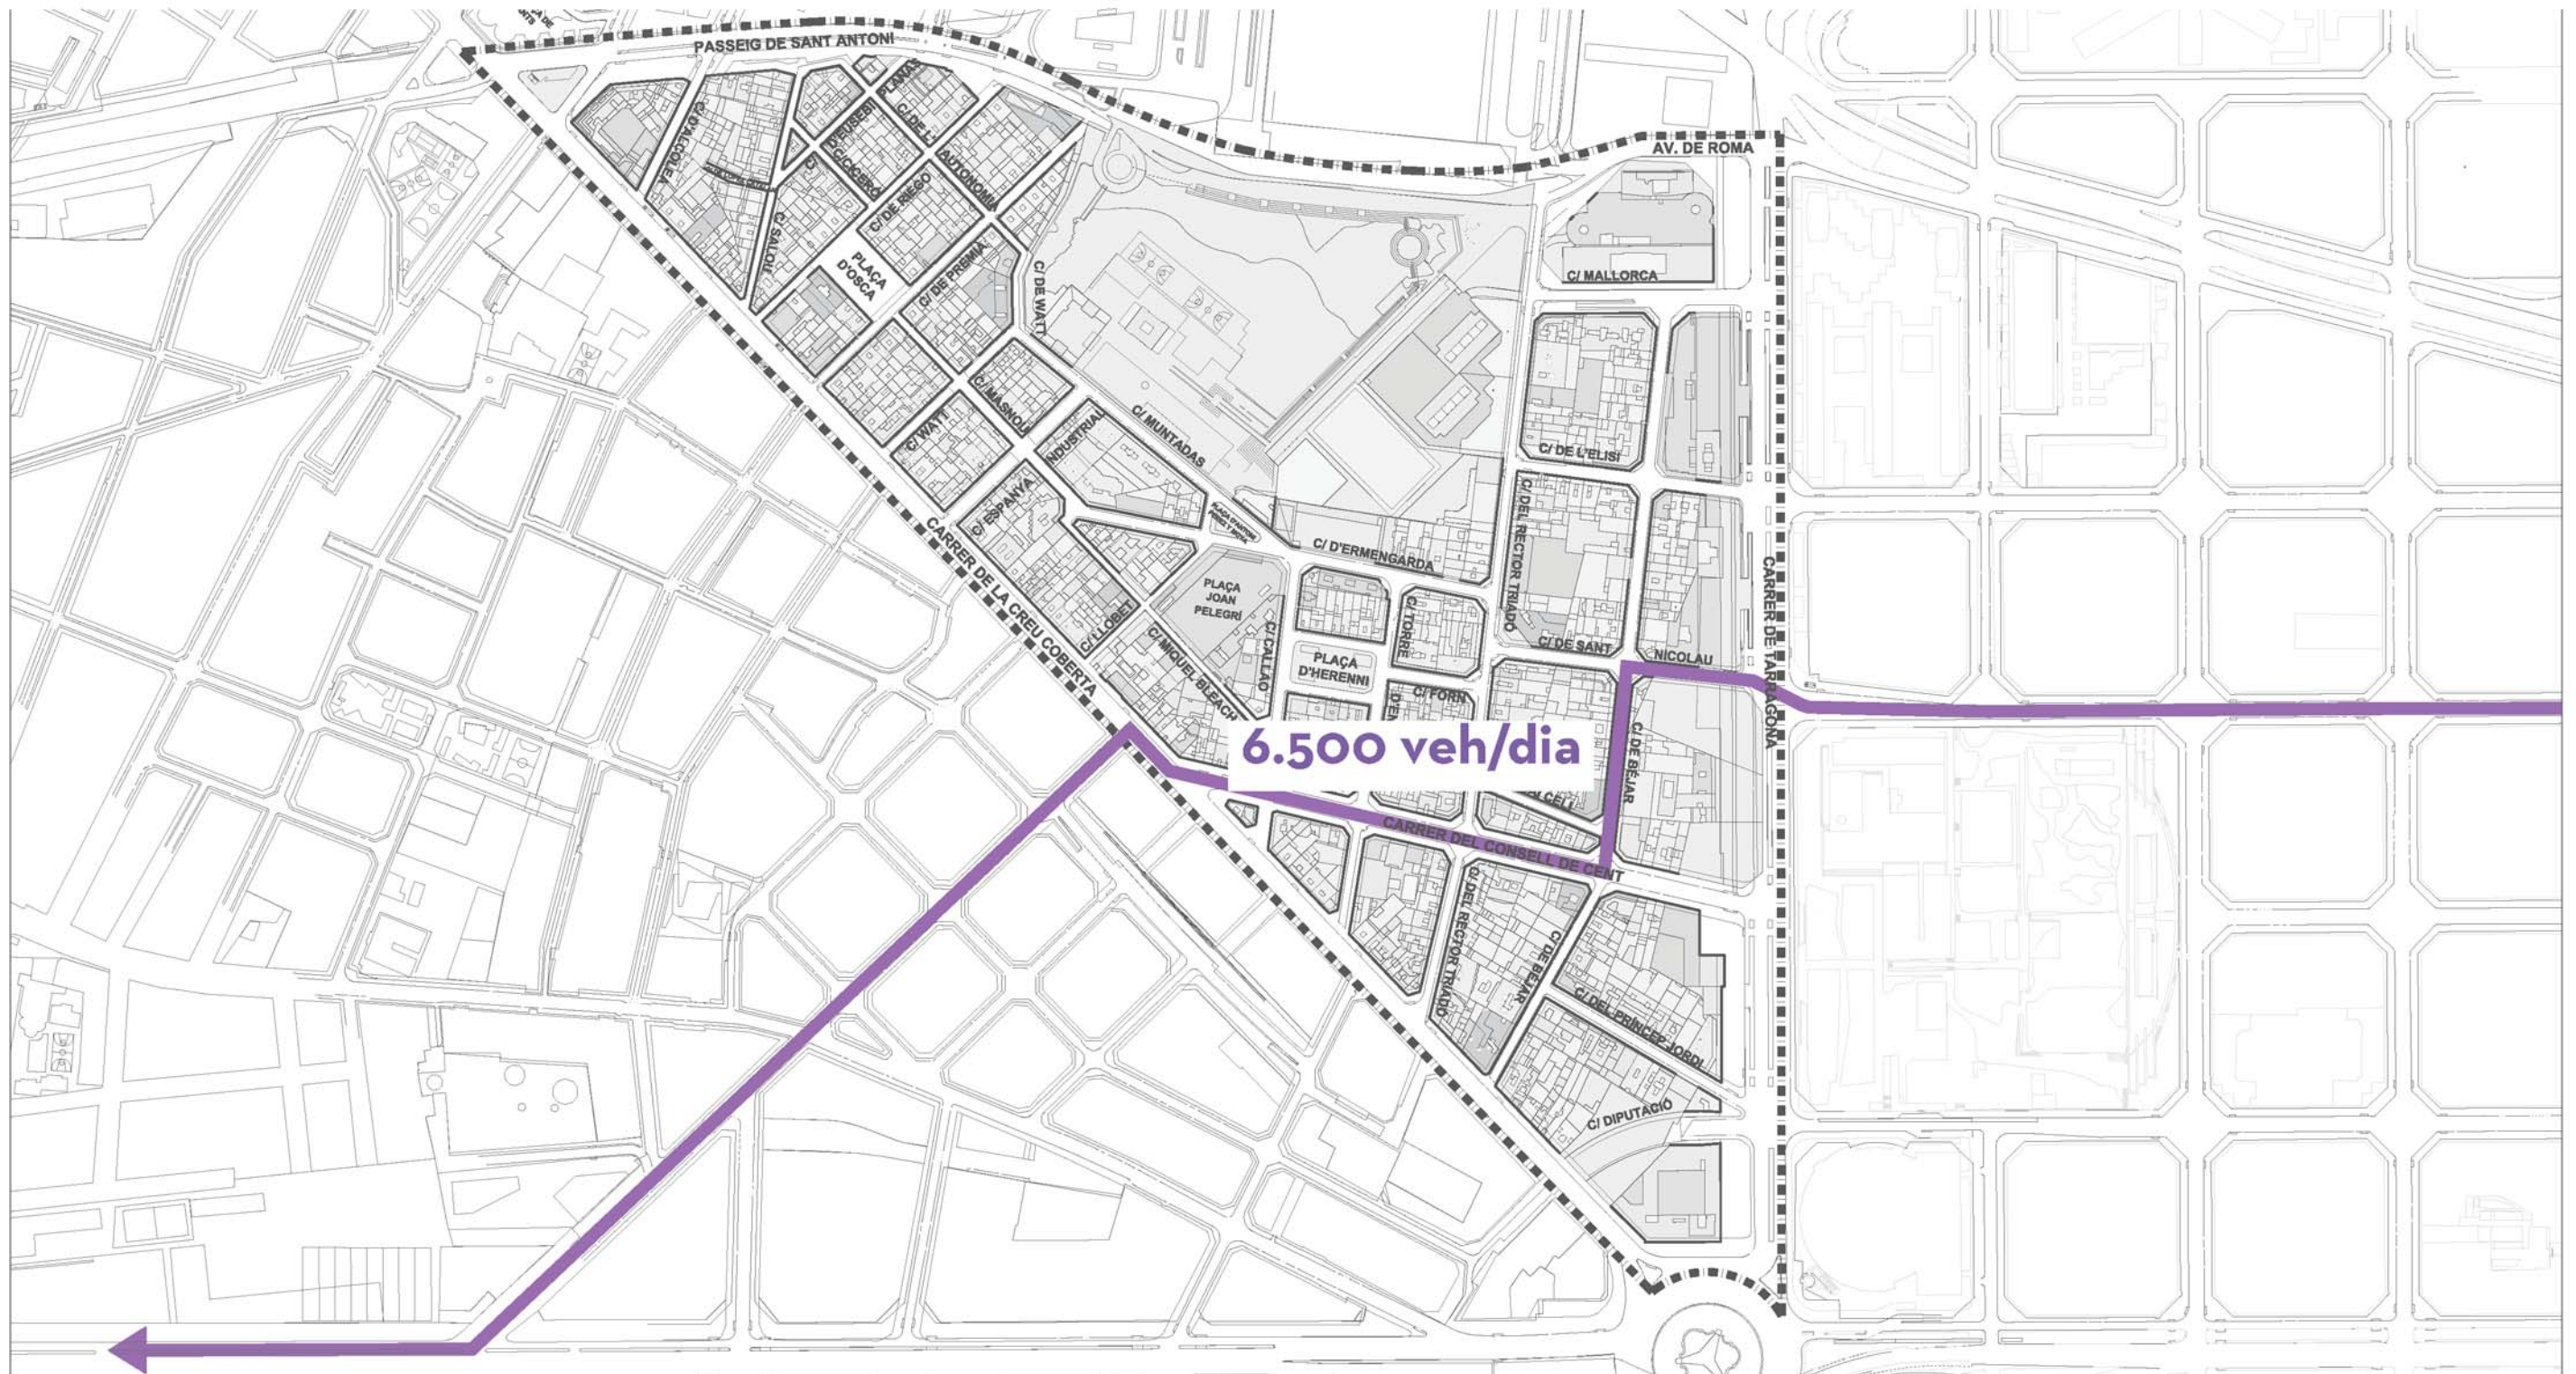 PASSEIG DE SANT ANTONI
AV. DE ROMA
PLANAS
D'EUSEBI
C/ DE L'
AUTONOMIA
C/ D'ALCOLEA
C/CICERÓ
C/ DE RIEGO
C/ SALOU
PLAÇA
D'OSCA
C/ DE PREMIÀ
C/ DE WATT
C/ MALLORCA
C/ MASNOU
C/ WATT
INDUSTRIAL
C/ MUNTADAS
C/ DE L'ELISI
C/ ESPANYA
C/ D'ERMENGARDA
C/ DEL RECTOR TRIADÓ
CARRER DE LA CREU COBERTA
PLAÇA
JOAN
PELEGRÍ
C/ LLOBET
C/ MIQUEL BLEACH
C/ CALLAO
C/ TORRE
C/ DE SANT
NICOLAU
PLAÇA
D'HERENNI
C/ FORN
CARRER DE TARRAGONA
6.500 veh/dia
C/ DE BÉJAR
CARRER DEL CONSELL DE CENT
C/ DEL RECTOR TRIADÓ
C/ DE BÉJAR
C/ DEL PRÍNCEP JORDI
C/ DIPUTACIÓ